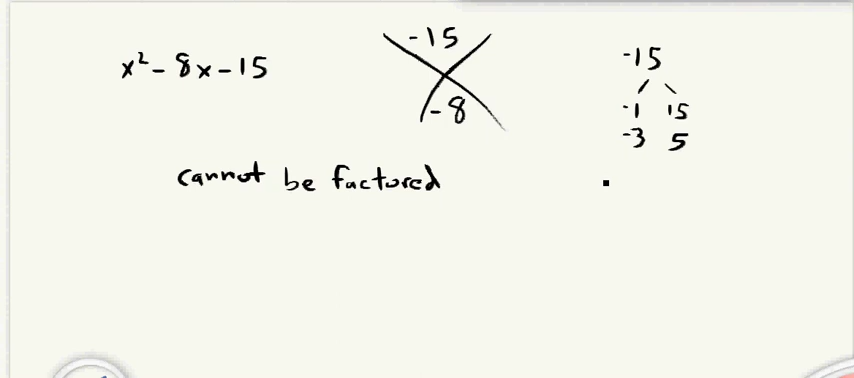 x² - 8x - 15
-15
-8
-15
-1 15
-3 5
cannot be factored